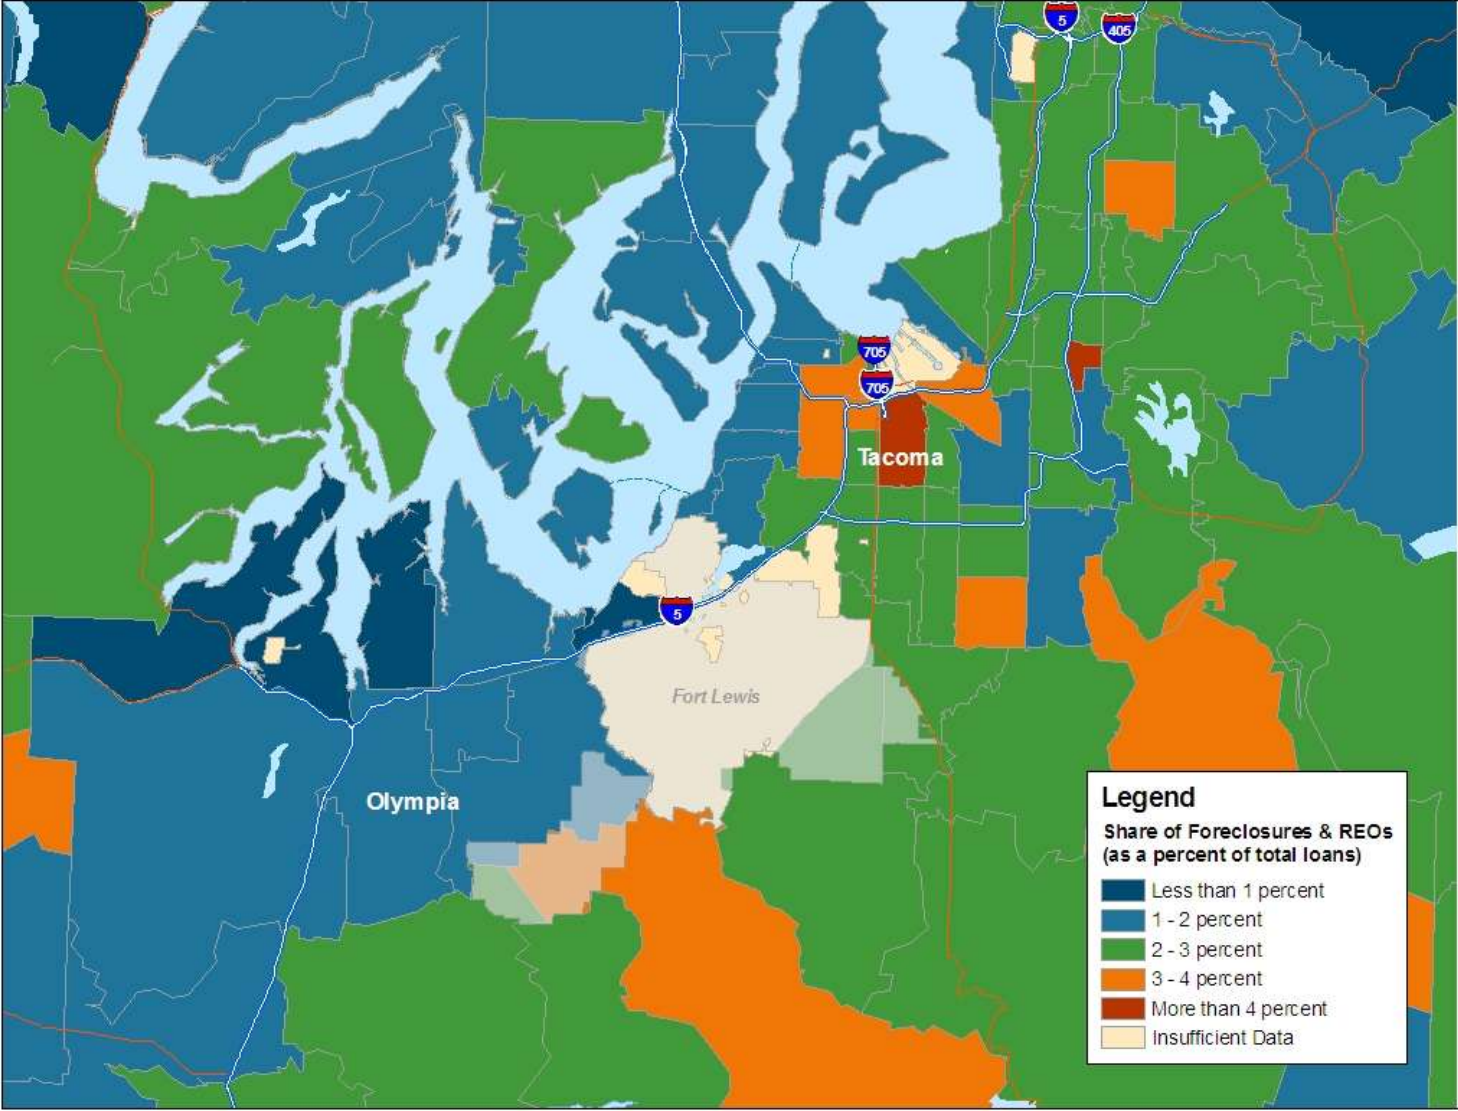 5
405
705
705
Tacoma
5
Fort Lewis
Olympia
Legend
Share of Foreclosures & REOs
(as a percent of total loans)
Less than 1 percent
1 - 2 percent
2 - 3 percent
3 - 4 percent
More than 4 percent
Insufficient Data